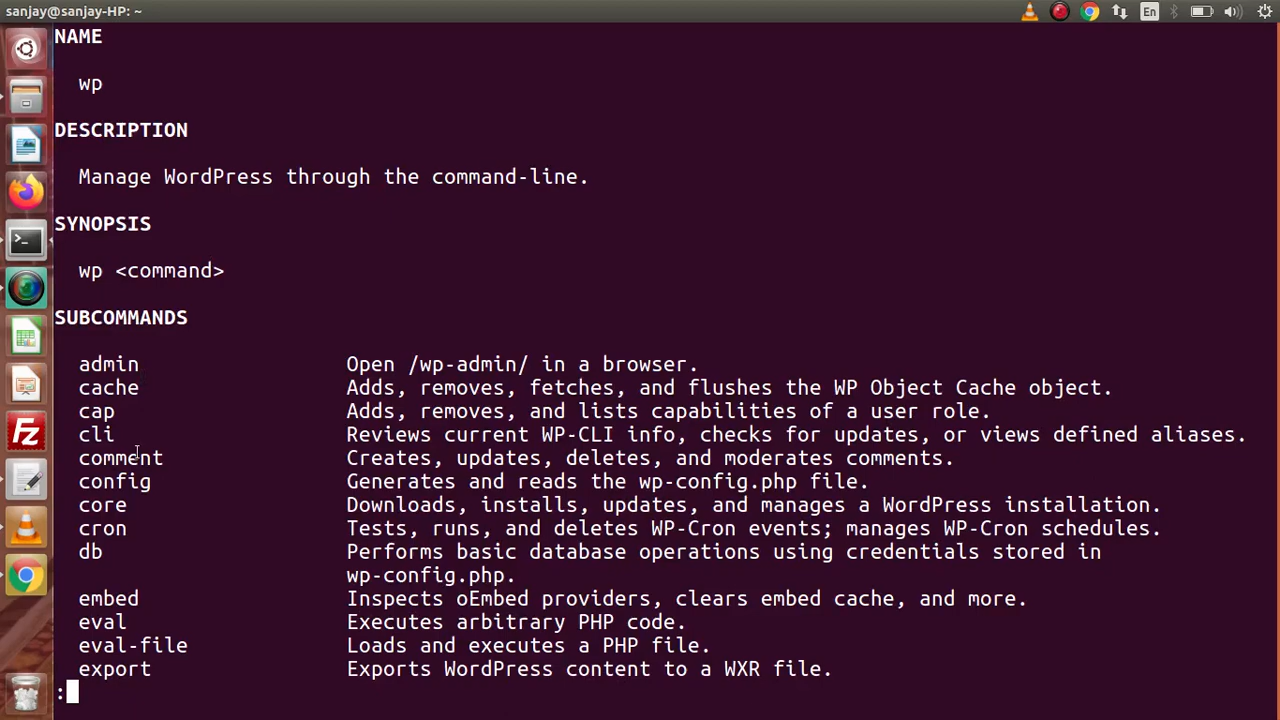 sanjay@sanjay-HP: ~
En
NAME
wp
DESCRIPTION
Manage WordPress through the command-line.
SYNOPSIS
wp <command>
SUBCOMMANDS
admin Open /wp-admin/ in a browser.
cache Adds, removes, fetches, and flushes the WP Object Cache object.
cap Adds, removes, and lists capabilities of a user role.
cli Reviews current WP-CLI info, checks for updates, or views defined aliases.
comment Creates, updates, deletes, and moderates comments.
config Generates and reads the wp-config.php file.
core Downloads, installs, updates, and manages a WordPress installation.
cron Tests, runs, and deletes WP-Cron events; manages WP-Cron schedules.
db Performs basic database operations using credentials stored in
wp-config.php.
embed Inspects oEmbed providers, clears embed cache, and more.
eval Executes arbitrary PHP code.
eval-file Loads and executes a PHP file.
export Exports WordPress content to a WXR file.
:
Fz